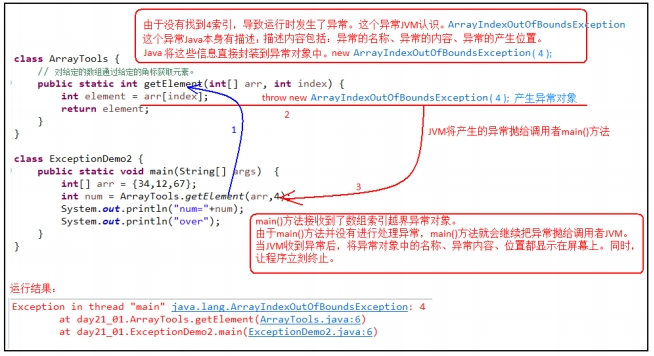 由于没有找到4索引，导致运行时发生了异常。这个异常JVM认识。ArrayIndexOutOfBoundsException
这个异常Java本身有描述，描述内容包括：异常的名称、异常的内容、异常的产生位置。
Java 将这些信息直接封装到异常对象中。new ArrayIndexOutOfBoundsException( 4 );
class ArrayTools {
// 对给定的数组通过给定的角标获取元素。
public static int getElement(int[] arr, int index) {
int element = arr[index];
throw new ArrayIndexOutOfBoundsException( 4 ); 产生异常对象
return element;
2
}
}
1
JVM将产生的异常抛给调用者main()方法
class ExceptionDemo2 {
public static void main(String[] args) {
int[] arr = {34,12,67};
3
int num = ArrayTools.getElement(arr,4)
System.out.println("num="+num);
System.out.println("over");
}
}
main()方法接收到了数组索引越界异常对象。
由于main()方法并没有进行处理异常，main()方法就会继续把异常抛给调用者JVM。
当JVM收到异常后，将异常对象中的名称、异常内容、位置都显示在屏幕上。同时，
让程序立刻终止。
运行结果：
Exception in thread "main" java.lang.ArrayIndexOutOfBoundsException: 4
at day21_01.ArrayTools.getElement(ArrayTools.java:6)
at day21_01.ExceptionDemo2.main(ExceptionDemo2.java:6)